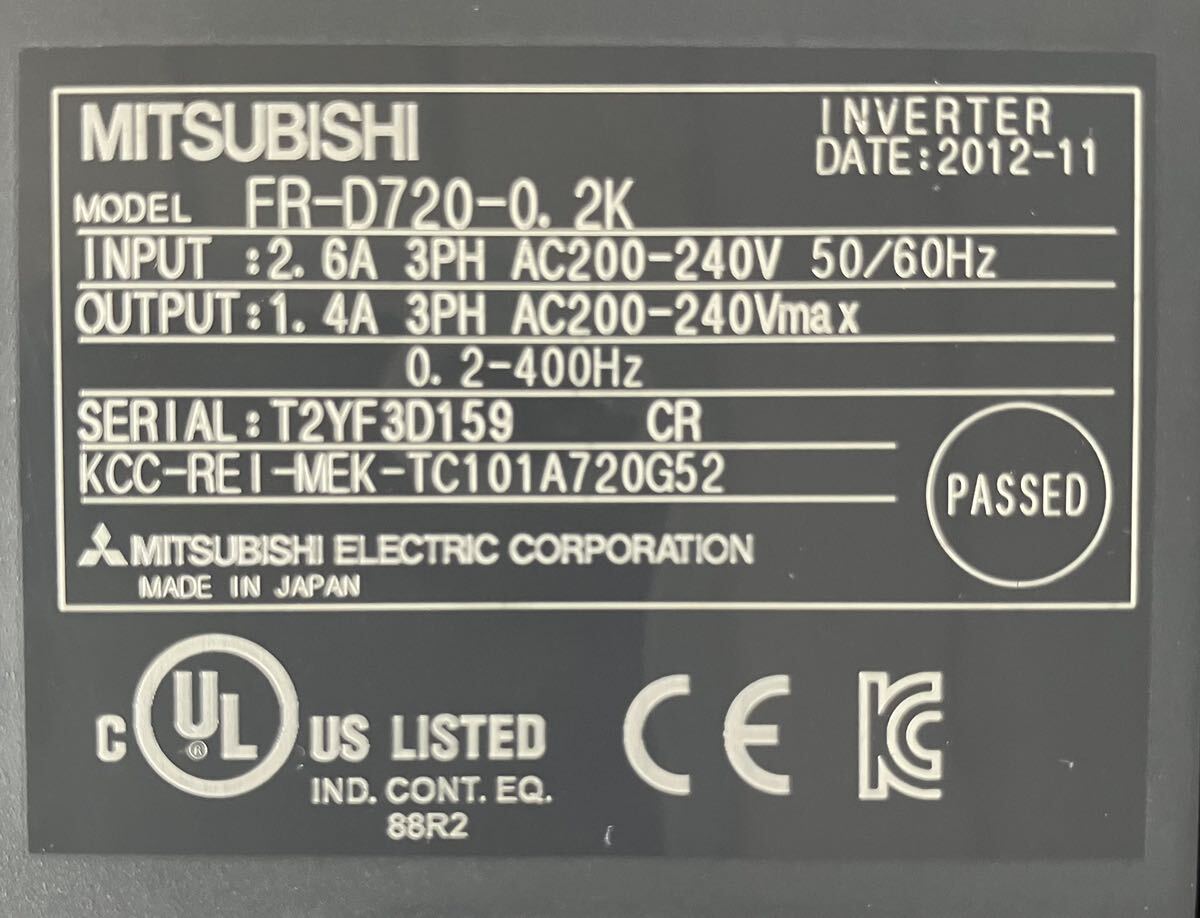 MITSUBISHI
INVERTER
DATE:2012-11
MODEL FR-D720-0.2K
INPUT :2.6A 3PH AC200-240V 50/60Hz
OUTPUT:1.4A 3PH AC200-240Vmax
0.2-400Hz
SERIAL:T2YF3D159 CR
KCC-REI-MEK-TC101A720G52
PASSED
MITSUBISHI ELECTRIC CORPORATION
MADE IN JAPAN
C UL ® US LISTED
IND. CONT. EQ.
88R2
CE
KC